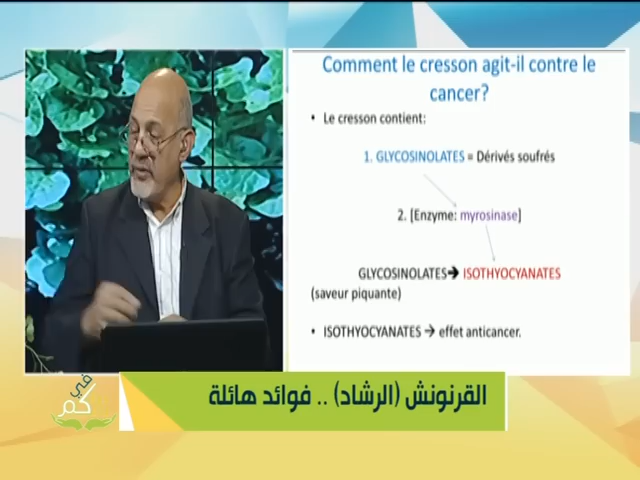 Comment le cresson agit-il contre le
cancer?
• Le cresson contient:
1. GLYCOSINOLATES = Dérivés soufrés
2. [Enzyme: myrosinase]
GLYCOSINOLATES➔ ISOTHYOCYANATES
(saveur piquante)
• ISOTHYOCYANATES → effet anticancer.
القرنونش (الرشاد) .. فوائد هائلة
في
كم